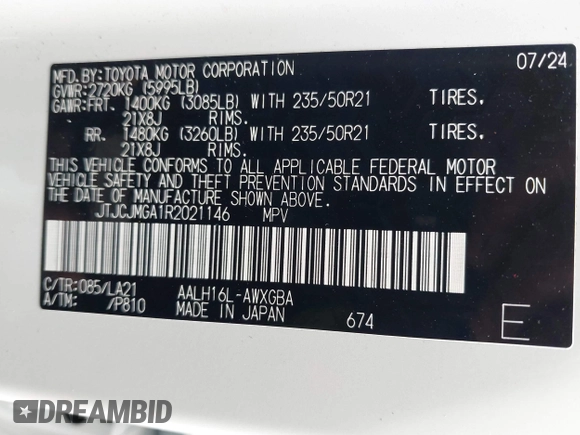 MFD.BY:TOYOTA MOTOR CORPORATION 07/24
GVWR:2720KG (5995LB)
GAWR:FRT. 1400KG (3085LB) WITH 235/50R21 TIRES.
21X8J RIMS.
RR. 1480KG (3260LB) WITH 235/50R21 TIRES.
21X8J RIMS.
THIS VEHICLE CONFORMS TO ALL APPLICABLE FEDERAL MOTOR
VEHICLE SAFETY AND THEFT PREVENTION STANDARDS IN EFFECT ON
THE DATE OF MANUFACTURE SHOWN ABOVE.
JTJCJMGA1R2021146 MPV
C/TR:085/LA21 AALH16L-AWXGBA
A/TM: /P810 MADE IN JAPAN 674 E
DREAMBID